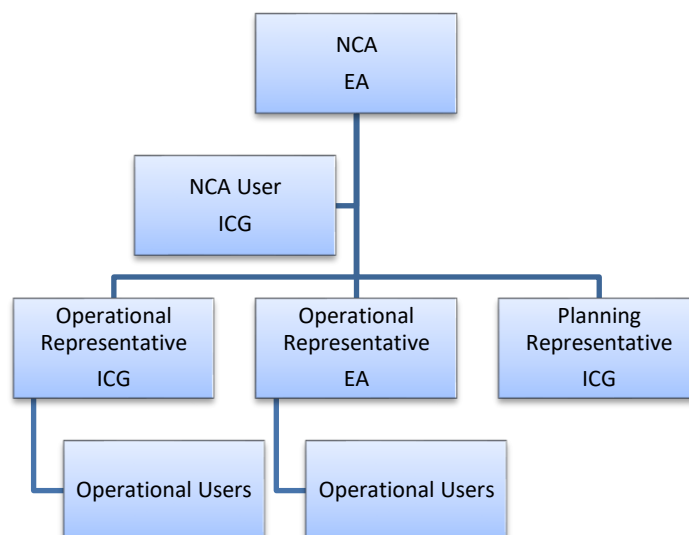 NCA
EA
NCA User
ICG
Operational
Representative
ICG
Operational
Representative
EA
Planning
Representative
ICG
Operational Users
Operational Users